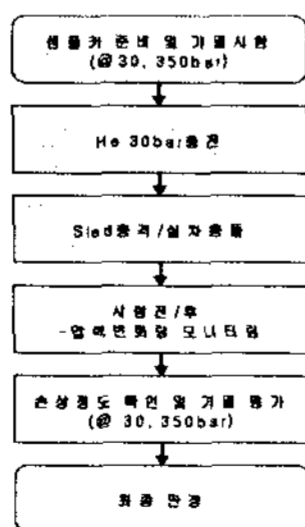 샘플카 준비 및 기밀시험
(@30, 350bar)
He 30bar충전
Sled충격/실차충돌
시험전/후
-압력변화량 모니터링
손상정도 확인 및 기밀 평가
(@ 30, 350bar)
최종 판정